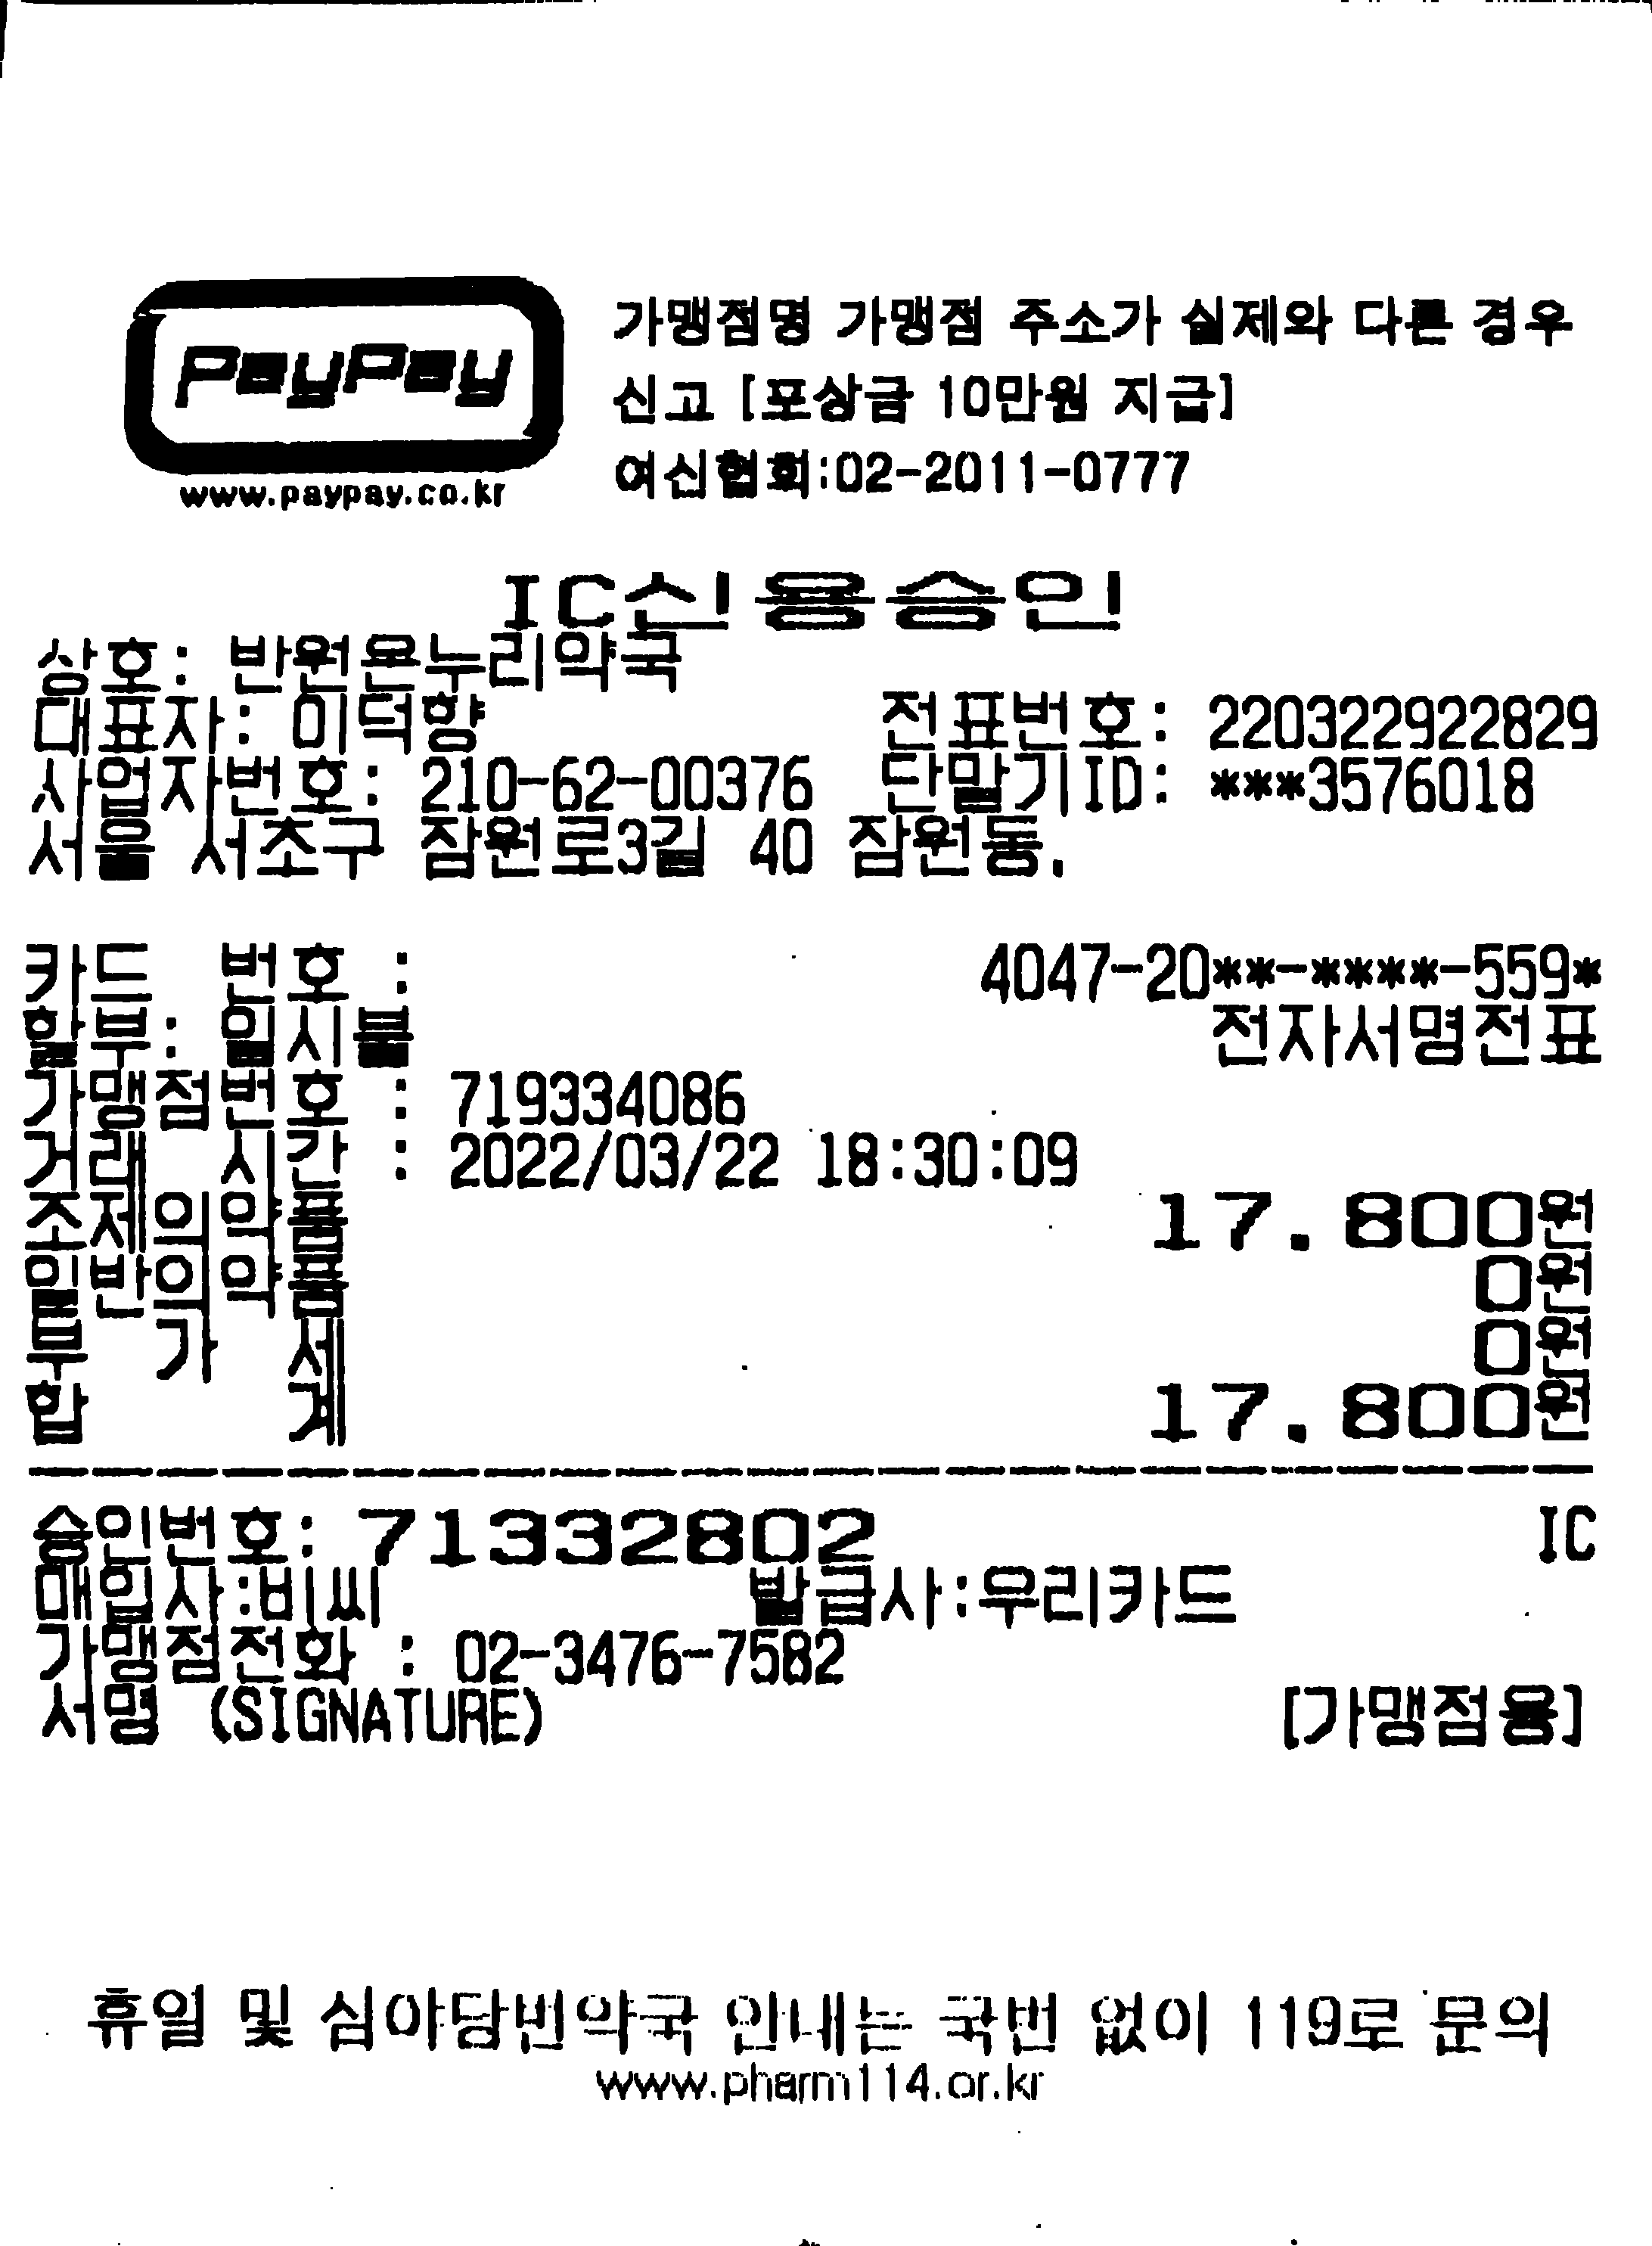 PayPay
www.paypay.co.kr
가맹점명 가맹점 주소가 실제와 다른 경우
신고 [포상금 10만원 지급]
여신협회:02-2011-0777
IC신용승인
상호: 반원온누리약국
대표자: 이덕향 전표번호: 220322922829
사업자번호: 210-62-00376 단말기ID: ***3576018
서울 서초구 잠원로3길 40 잠원동,
카드 번호 : 4047-20**-****-559*
할부: 일시불 전자서명전표
가맹점번호 : 719334086
거래 시간 : 2022/03/22 18:30:09
조제의약품 17.800원
일반의약품 0원
부 가 세 0원
합 계 17.800원
승인번호: 71332802 IC
매입사:비씨 발급사:우리카드
가맹점전화 : 02-3476-7582
서명 (SIGNATURE) [가맹점용]
휴일 및 심야당번약국 안내는 국번 없이 119로 문의
www.pharm114.or.kr